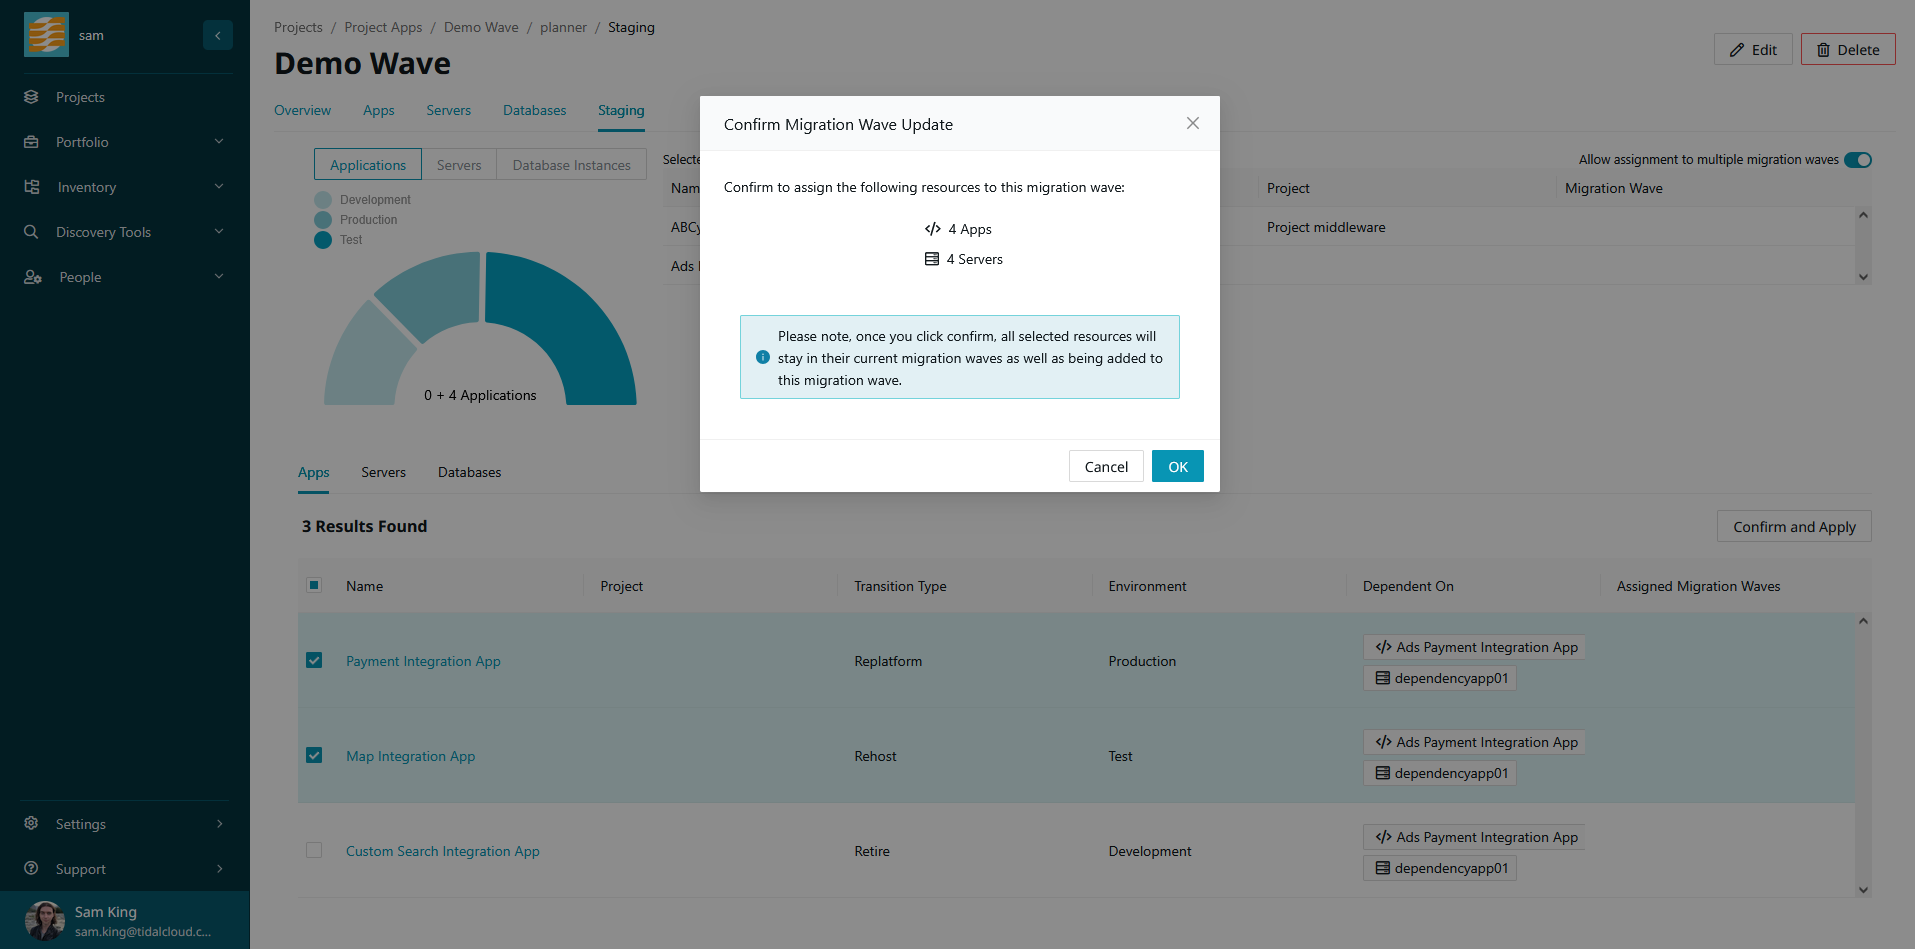 sam
Projects
Portfolio
Inventory
Discovery Tools
People
Settings
Support
Sam King
sam.king@tidalcloud.c...
Projects / Project Apps / Demo Wave / planner / Staging
Demo Wave
Edit
Delete
Overview Apps Servers Databases Staging
Applications Servers Database Instances
Development
Production
Test
0 + 4 Applications
Selecte
Allow assignment to multiple migration waves
Nam Project Migration Wave
ABCy Project middleware
Ads I
Confirm Migration Wave Update
Confirm to assign the following resources to this migration wave:
4 Apps
4 Servers
Please note, once you click confirm, all selected resources will
stay in their current migration waves as well as being added to
this migration wave.
Cancel OK
Apps Servers Databases
3 Results Found
Confirm and Apply
Name Project Transition Type Environment Dependent On Assigned Migration Waves
Payment Integration App Replatform Production Ads Payment Integration App
dependencyapp01
Map Integration App Rehost Test Ads Payment Integration App
dependencyapp01
Custom Search Integration App Retire Development Ads Payment Integration App
dependencyapp01